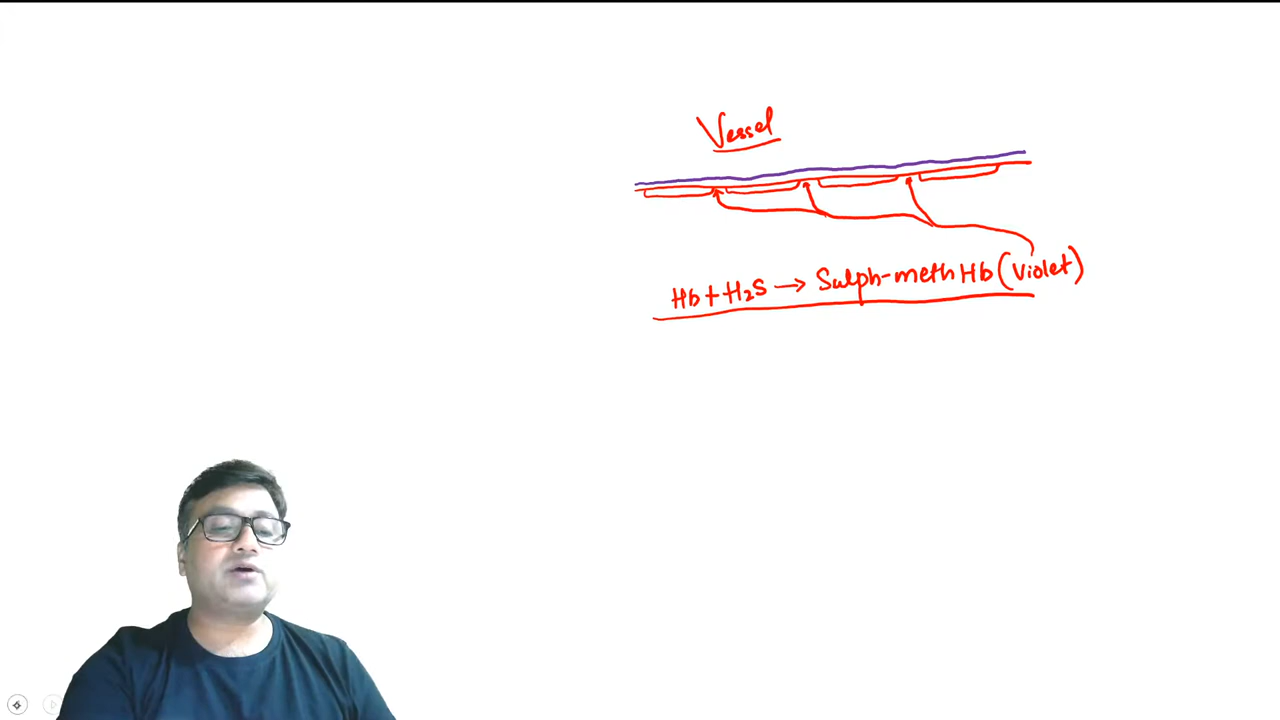 Vessel
Hb + H₂S → Sulph-meth Hb (Violet)